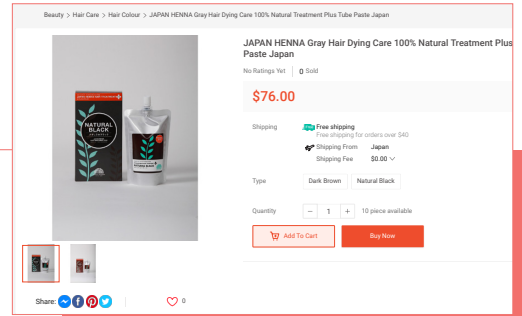 Beauty > Hair Care > Hair Colour > JAPAN HENNA Gray Hair Dying Care 100% Natural Treatment Plus Tube Paste Japan
JAPAN HENNA Gray Hair Dying Care 100% Natural Treatment Plus
Paste Japan
No Ratings Yet
0 Sold
$76.00
Shipping
Free shipping
Free shipping for orders over $40
Shipping From Japan
Shipping Fee $0.00
Type
Dark Brown
Natural Black
Quantity
− 1 +
10 piece available
Add To Cart
Buy Now
NATURAL
BLACK
Share:
0